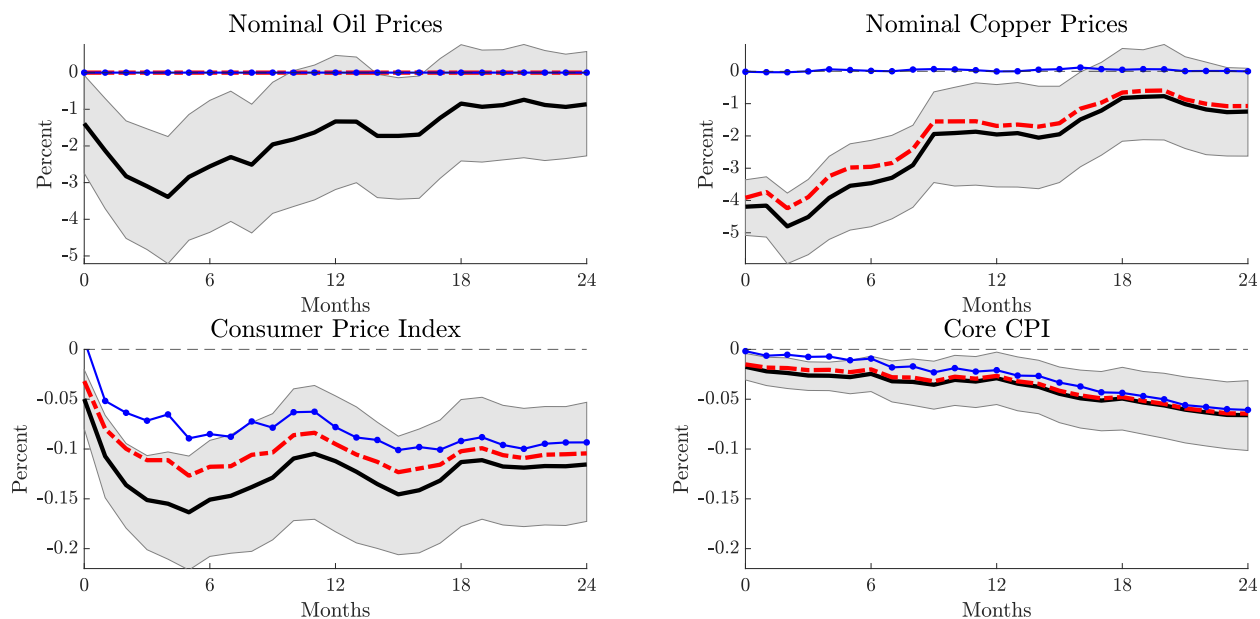 Nominal Oil Prices
Percent
0
-1
-2
-3
-4
-5
0 6 12 18 24
Months
Nominal Copper Prices
Percent
0
-1
-2
-3
-4
-5
0 6 12 18 24
Months
Consumer Price Index
Percent
0
-0.05
-0.1
-0.15
-0.2
0 6 12 18 24
Months
Core CPI
Percent
0
-0.05
-0.1
-0.15
-0.2
0 6 12 18 24
Months